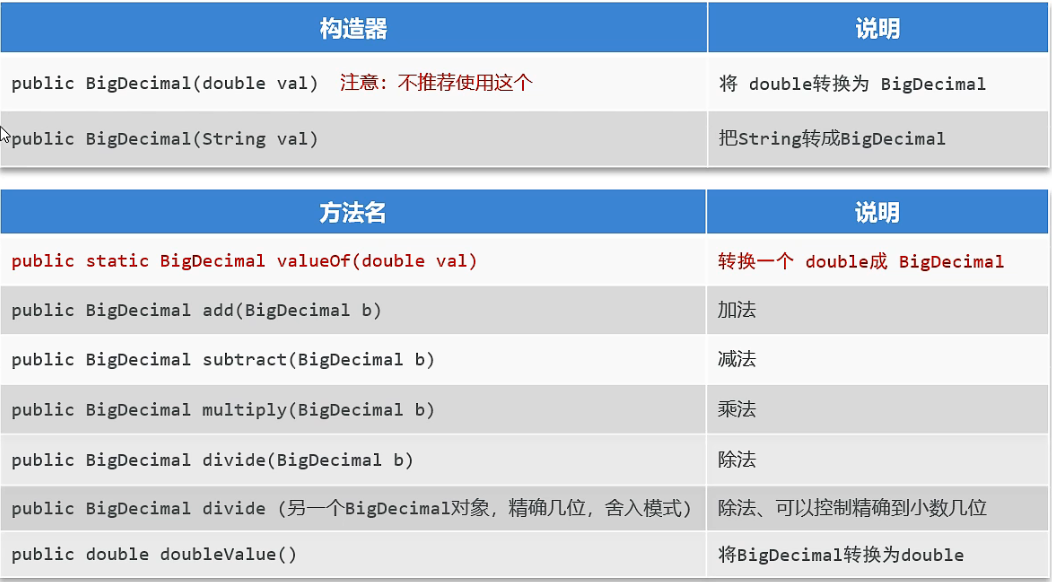 构造器 说明
public BigDecimal(double val) 注意：不推荐使用这个 将 double转换为 BigDecimal
public BigDecimal(String val) 把String转成BigDecimal
方法名 说明
public static BigDecimal valueOf(double val) 转换一个 double成 BigDecimal
public BigDecimal add(BigDecimal b) 加法
public BigDecimal subtract(BigDecimal b) 减法
public BigDecimal multiply(BigDecimal b) 乘法
public BigDecimal divide(BigDecimal b) 除法
public BigDecimal divide (另一个BigDecimal对象，精确几位，舍入模式) 除法、可以控制精确到小数几位
public double doubleValue() 将BigDecimal转换为double